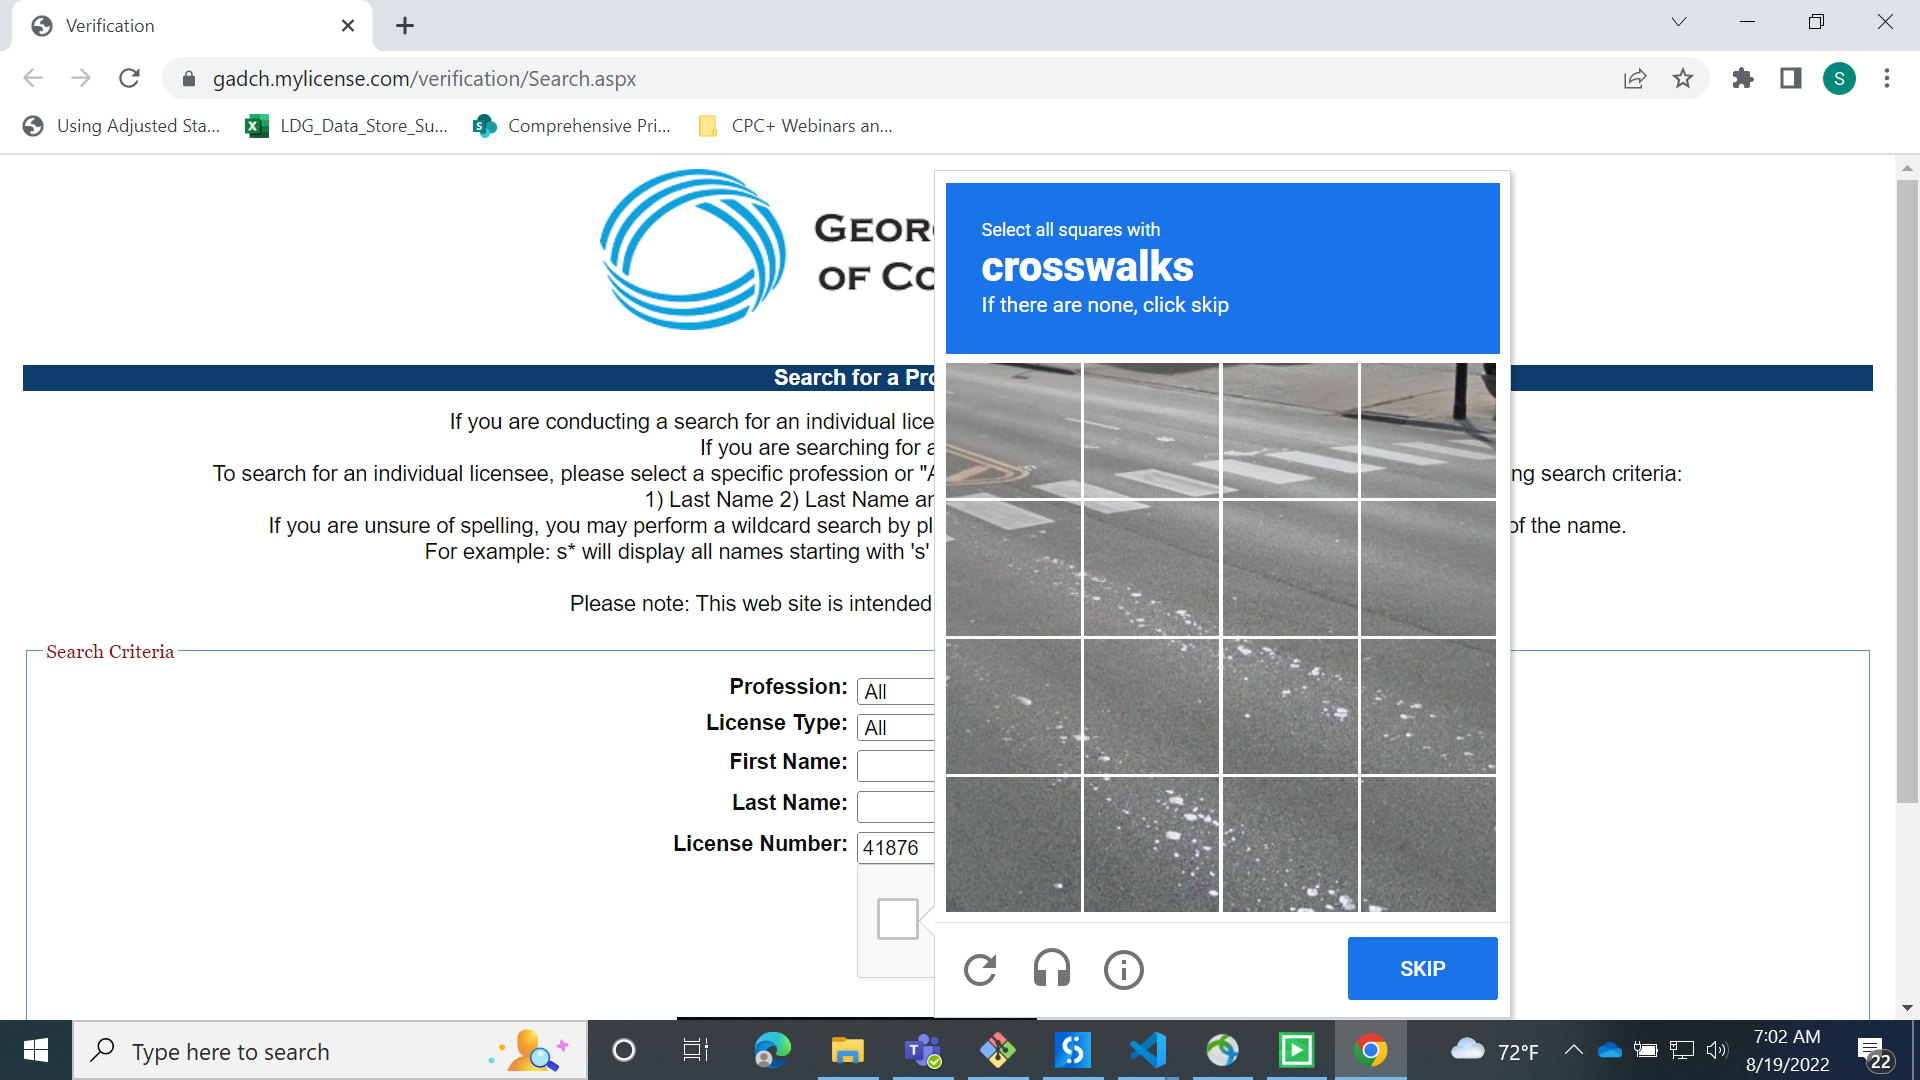 Verification
gadch.mylicense.com/verification/Search.aspx
S
Using Adjusted Sta...
LDG_Data_Store_Su...
Comprehensive Pri...
CPC+ Webinars an...
GEOR
OF CO
Select all squares with
crosswalks
If there are none, click skip
Search for a Pro
If you are conducting a search for an individual lice
If you are searching for a
To search for an individual licensee, please select a specific profession or "A
ng search criteria:
1) Last Name 2) Last Name an
If you are unsure of spelling, you may perform a wildcard search by pl
of the name.
For example: s* will display all names starting with 's'
Please note: This web site is intended
Search Criteria
Profession: All
License Type: All
First Name:
Last Name:
License Number: 41876
SKIP
Type here to search
72°F
7:02 AM
8/19/2022
22